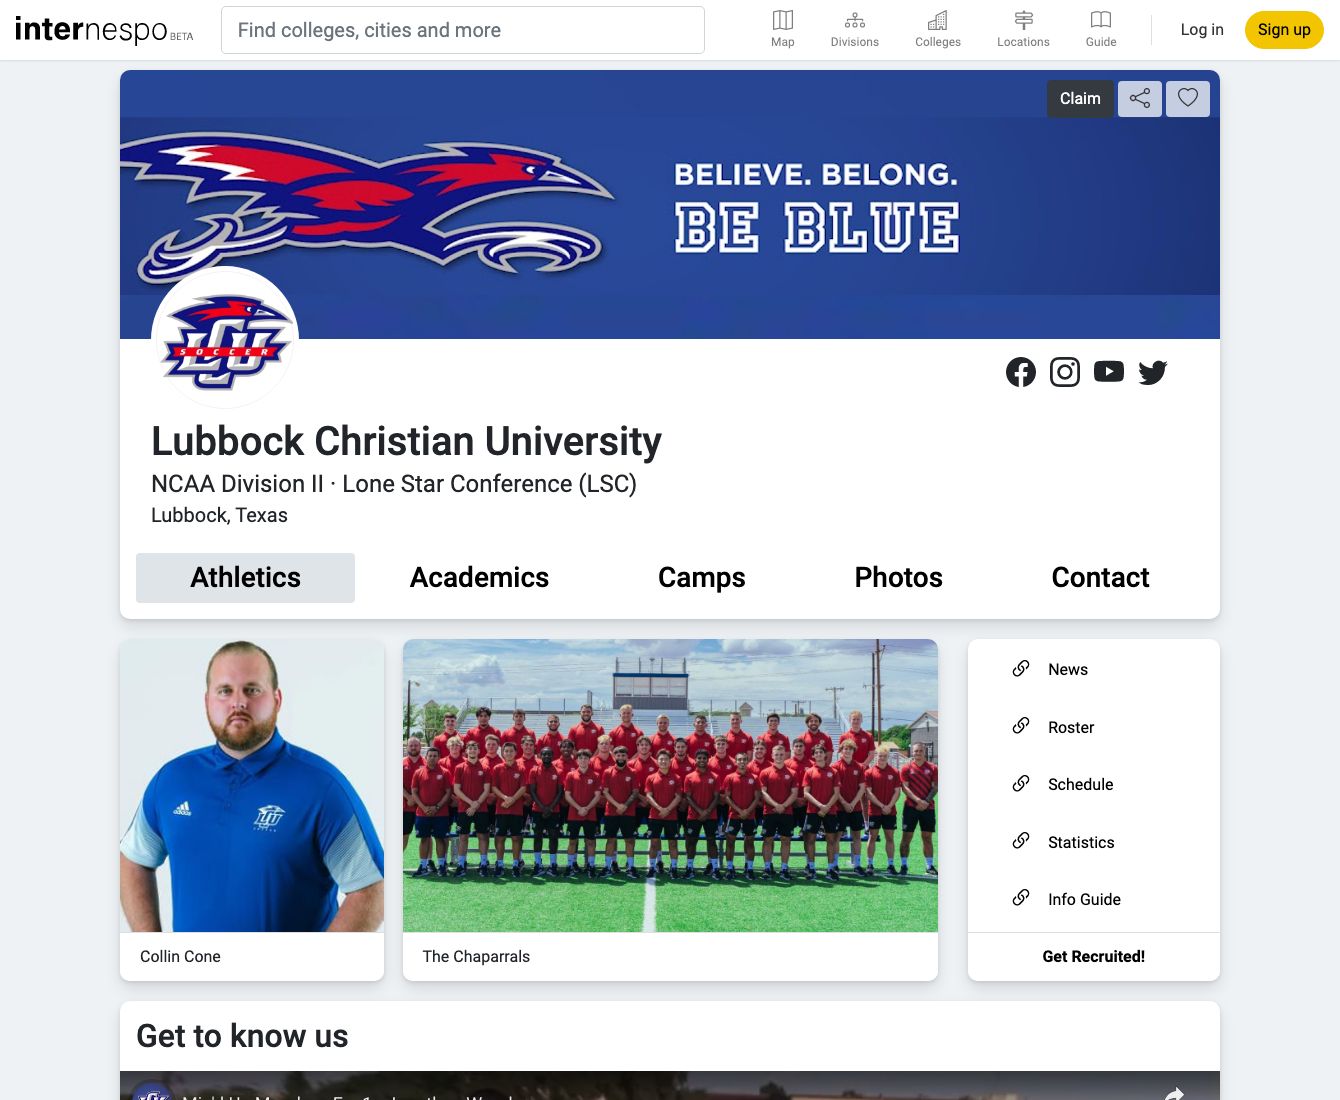 internespo BETA
Find colleges, cities and more
Map
Divisions
Colleges
Locations
Guide
Log in
Sign up
Claim
BELIEVE. BELONG.
BE BLUE
LCU
SOCCER
Lubbock Christian University
NCAA Division II · Lone Star Conference (LSC)
Lubbock, Texas
Athletics
Academics
Camps
Photos
Contact
adidas
LCU
News
Roster
Schedule
Statistics
Info Guide
Collin Cone
The Chaparrals
Get Recruited!
Get to know us